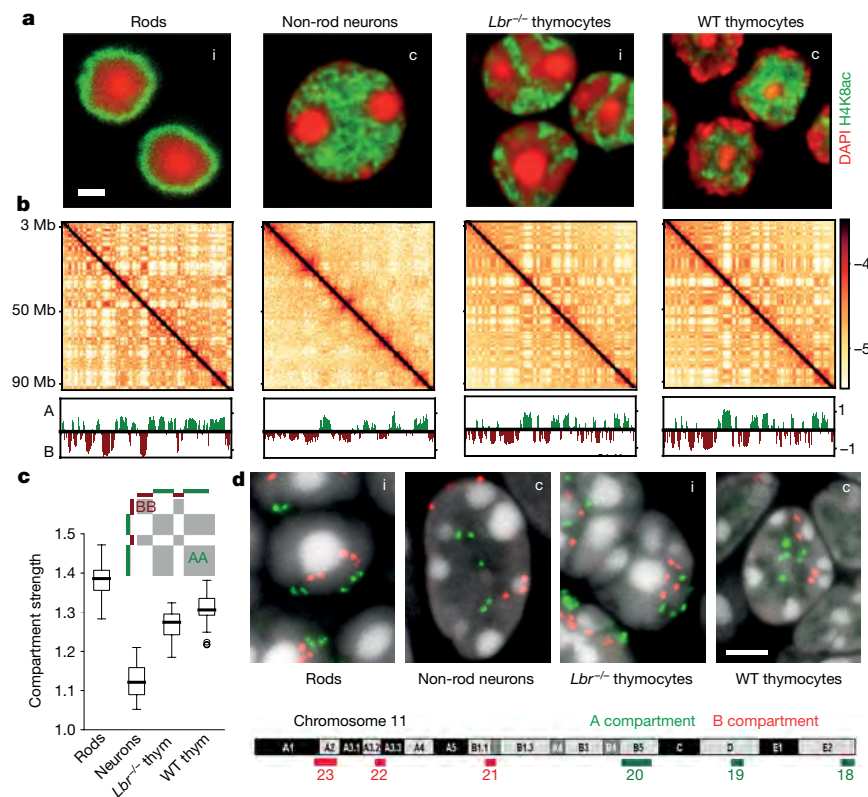 a
Rods
Non-rod neurons
Lbr−/− thymocytes
WT thymocytes
i
c
i
c
DAPI H4K8ac
b
3 Mb
50 Mb
90 Mb
−4
−5
A
B
1
−1
c
BB
AA
Compartment strength
1.5
1.4
1.3
1.2
1.1
1.0
Rods
Neurons
Lbr−/− thym
WT thym
d
i
c
i
c
Rods
Non-rod neurons
Lbr−/− thymocytes
WT thymocytes
Chromosome 11
A compartment
B compartment
A1 A2 A3.1 A3.2 A3.3 A4 A5 B1.1 B1.3 B3 B5 C D E1 E2
23 22 21 20 19 18